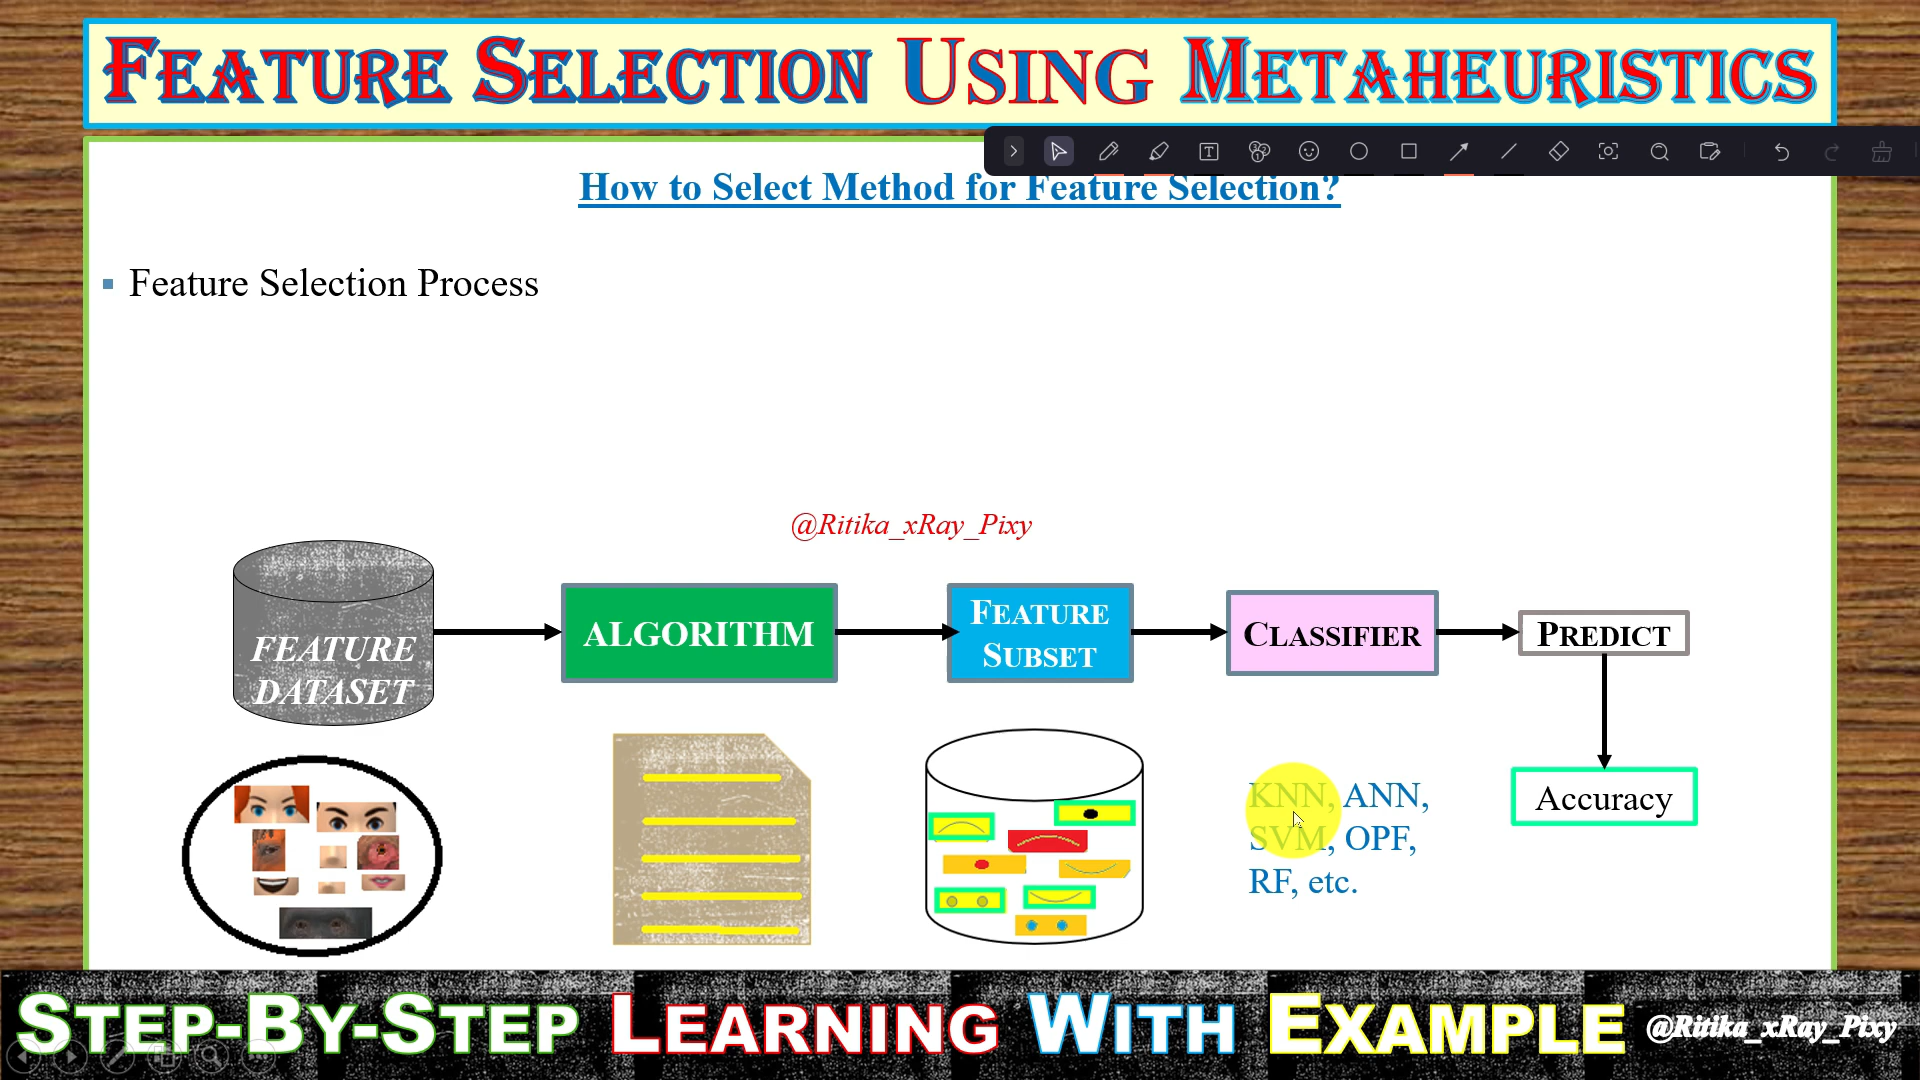 FEATURE SELECTION USING METAHEURISTICS
How to Select Method for Feature Selection?
Feature Selection Process
@Ritika_xRay_Pixy
FEATURE
DATASET
ALGORITHM
FEATURE
SUBSET
CLASSIFIER
PREDICT
KNN, ANN,
SVM, OPF,
RF, etc.
Accuracy
STEP-BY-STEP LEARNING WITH EXAMPLE
@Ritika_xRay_Pixy